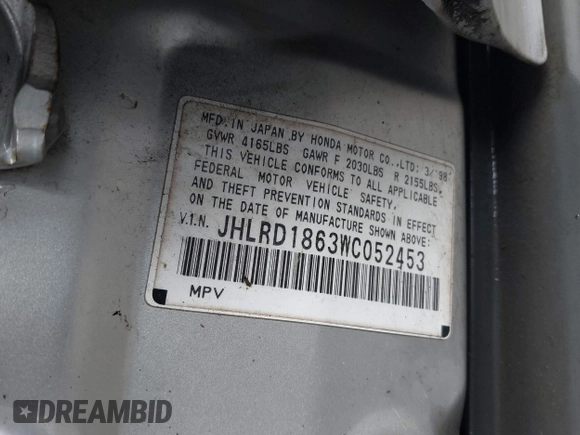 MFD. IN JAPAN BY HONDA MOTOR CO.,LTD: 3/'98
GVWR 4165LBS GAWR F 2030LBS R 2155LBS,
THIS VEHICLE CONFORMS TO ALL APPLICABLE
FEDERAL MOTOR VEHICLE SAFETY,
AND THEFT PREVENTION STANDARDS IN EFFECT
ON THE DATE OF MANUFACTURE SHOWN ABOVE:
V.I.N. JHLRD1863WC052453
MPV
DREAMBID